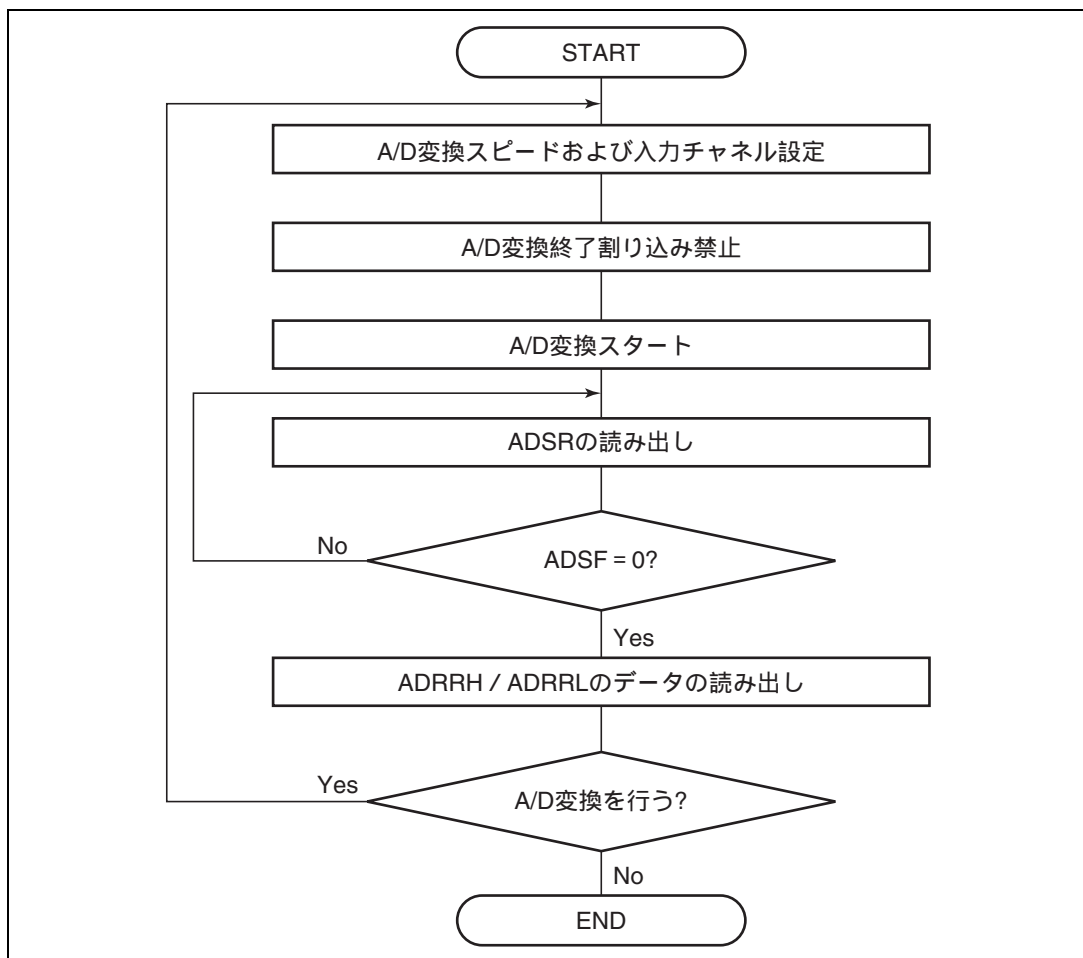 START
A/D変換スピードおよび入力チャネル設定
A/D変換終了割り込み禁止
A/D変換スタート
ADSRの読み出し
No
ADSF = 0?
Yes
ADRRH / ADRRLのデータの読み出し
Yes
A/D変換を行う?
No
END